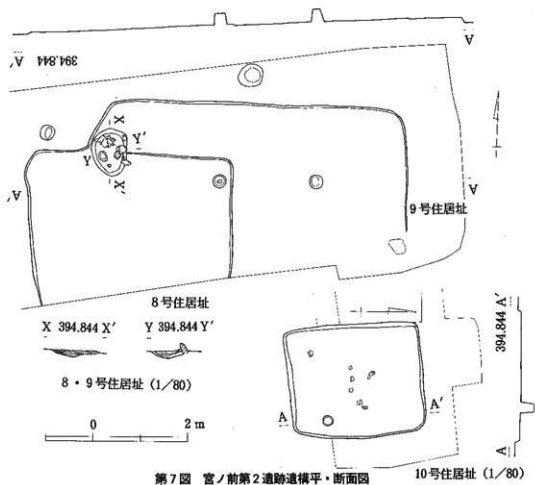 A′ 394.844 A
X
Y Y′
X′
A′ A
9号住居址
8号住居址
X 394.844 X′ Y 394.844 Y′
8・9号住居址(1/80)
0 2 m
A A′
A 394.844 A′
10号住居址(1/80)
第7図 宮ノ前第2遺跡遺構平・断面図